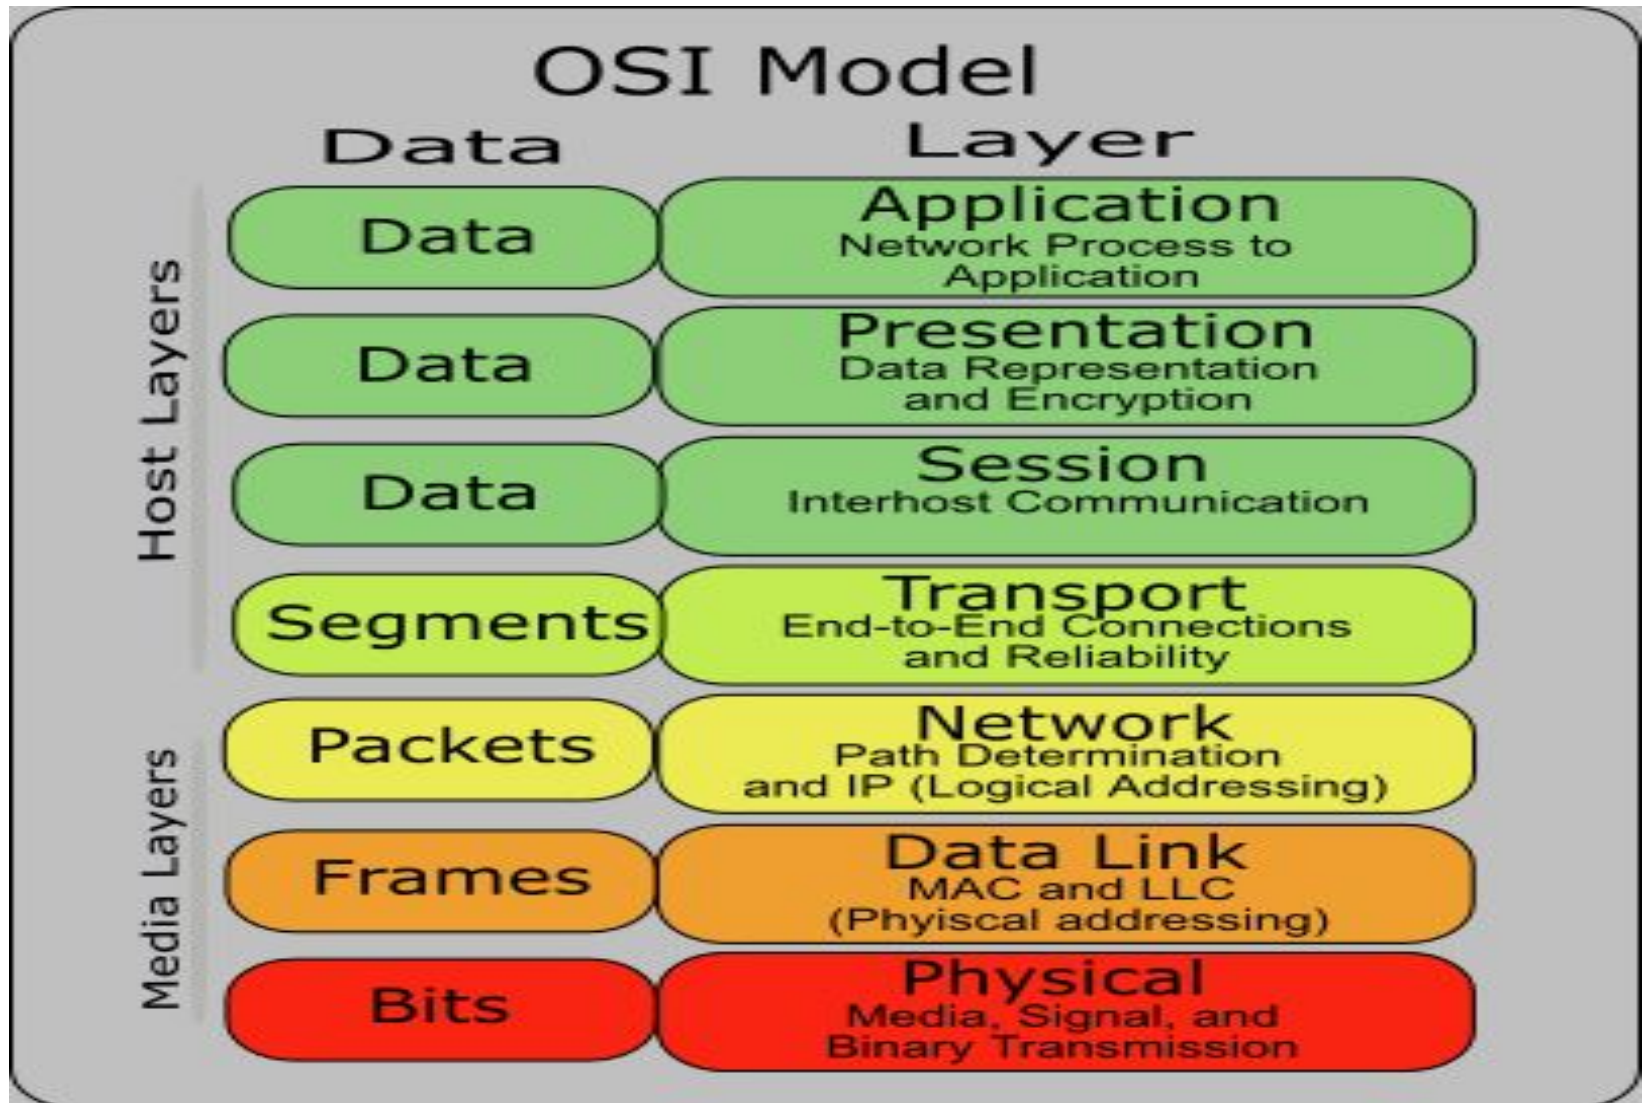 OSI Model
Data
Layer
Host Layers
Data
Application
Network Process to
Application
Data
Presentation
Data Representation
and Encryption
Data
Session
Interhost Communication
Segments
Transport
End-to-End Connections
and Reliability
Media Layers
Packets
Network
Path Determination
and IP (Logical Addressing)
Frames
Data Link
MAC and LLC
(Phyiscal addressing)
Bits
Physical
Media, Signal, and
Binary Transmission